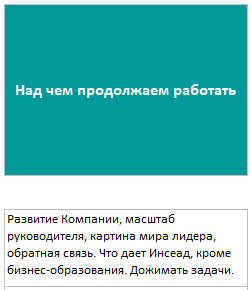 Над чем продолжаем работать
Развитие Компании, масштаб
руководителя, картина мира лидера,
обратная связь. Что дает Инсеад, кроме
бизнес-образования. Дожимать задачи.